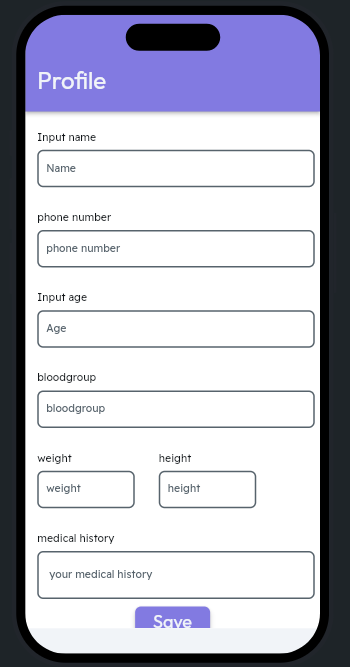 Profile
Input name
Name
phone number
phone number
Input age
Age
bloodgroup
bloodgroup
weight height
weight height
medical history
your medical history
Save